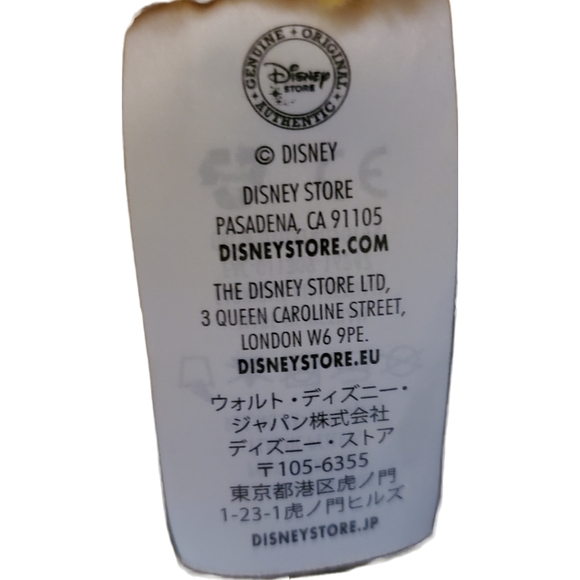 GENUINE + ORIGINAL + AUTHENTIC +
Disney
STORE
© DISNEY
DISNEY STORE
PASADENA, CA 91105
DISNEYSTORE.COM
THE DISNEY STORE LTD,
3 QUEEN CAROLINE STREET,
LONDON W6 9PE.
DISNEYSTORE.EU
ウォルト・ディズニー・
ジャパン株式会社
ディズニー・ストア
〒105-6355
東京都港区虎ノ門
1-23-1虎ノ門ヒルズ
DISNEYSTORE.JP